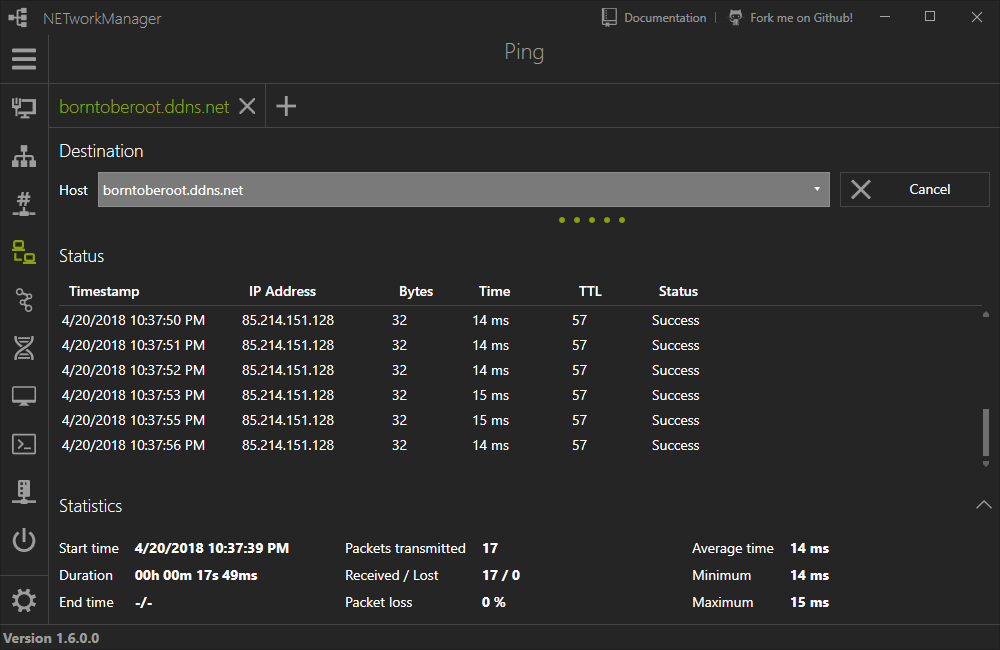 NETworkManager Documentation Fork me on Github!
Ping
borntoberoot.ddns.net
Destination
Host borntoberoot.ddns.net Cancel
Status
Timestamp IP Address Bytes Time TTL Status
4/20/2018 10:37:50 PM 85.214.151.128 32 14 ms 57 Success
4/20/2018 10:37:51 PM 85.214.151.128 32 14 ms 57 Success
4/20/2018 10:37:52 PM 85.214.151.128 32 14 ms 57 Success
4/20/2018 10:37:53 PM 85.214.151.128 32 15 ms 57 Success
4/20/2018 10:37:55 PM 85.214.151.128 32 15 ms 57 Success
4/20/2018 10:37:56 PM 85.214.151.128 32 14 ms 57 Success
Statistics
Start time 4/20/2018 10:37:39 PM Packets transmitted 17 Average time 14 ms
Duration 00h 00m 17s 49ms Received / Lost 17 / 0 Minimum 14 ms
End time -/- Packet loss 0 % Maximum 15 ms
Version 1.6.0.0